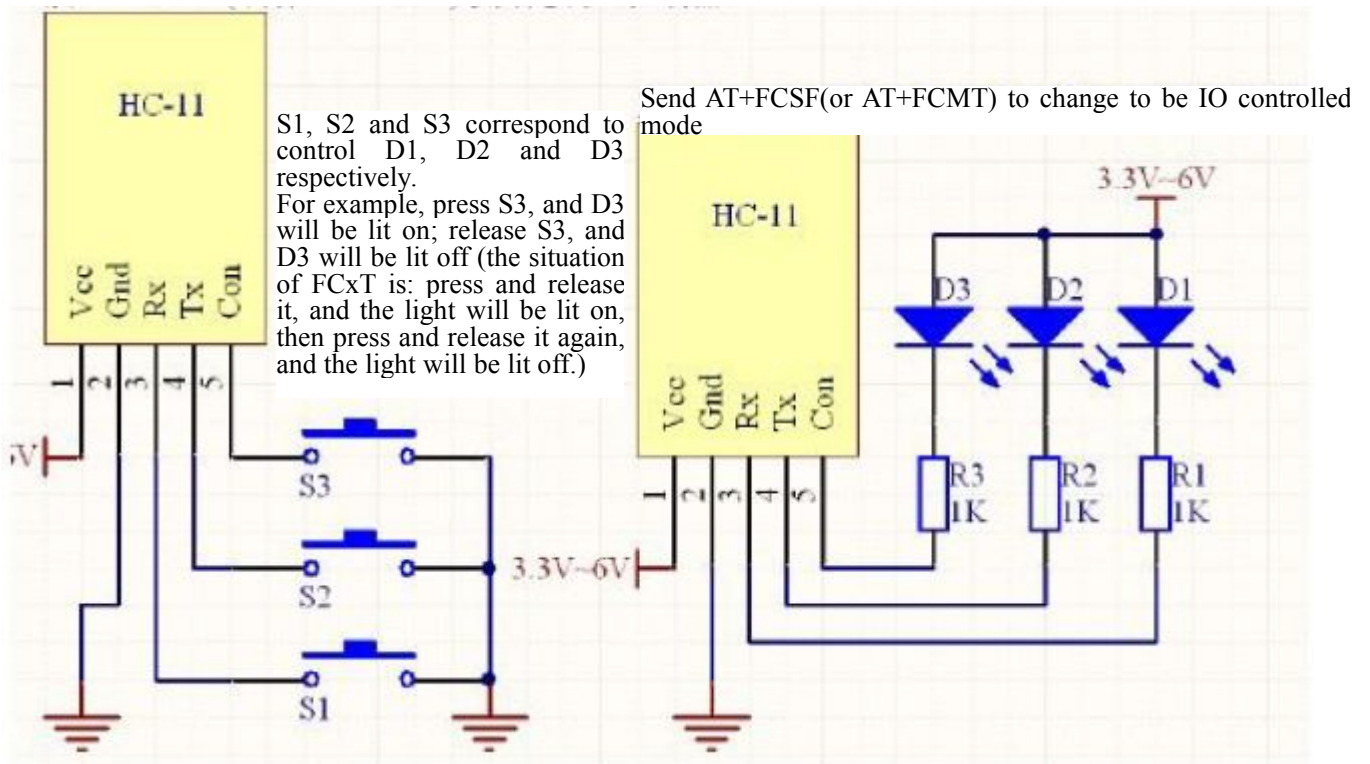 HC-11
Vcc
Gnd
Rx
Tx
Con
1
2
3
4
5
S1, S2 and S3 correspond to
control D1, D2 and D3
respectively.
For example, press S3, and D3
will be lit on; release S3, and
D3 will be lit off (the situation
of FCxT is: press and release
it, and the light will be lit on,
then press and release it again,
and the light will be lit off.)
S3
S2
S1
Send AT+FCSF(or AT+FCMT) to change to be IO controlled
mode
HC-11
Vcc
Gnd
Rx
Tx
Con
1
2
3
4
5
3.3V~6V
3.3V~6V
D3
D2
D1
R3
1K
R2
1K
R1
1K